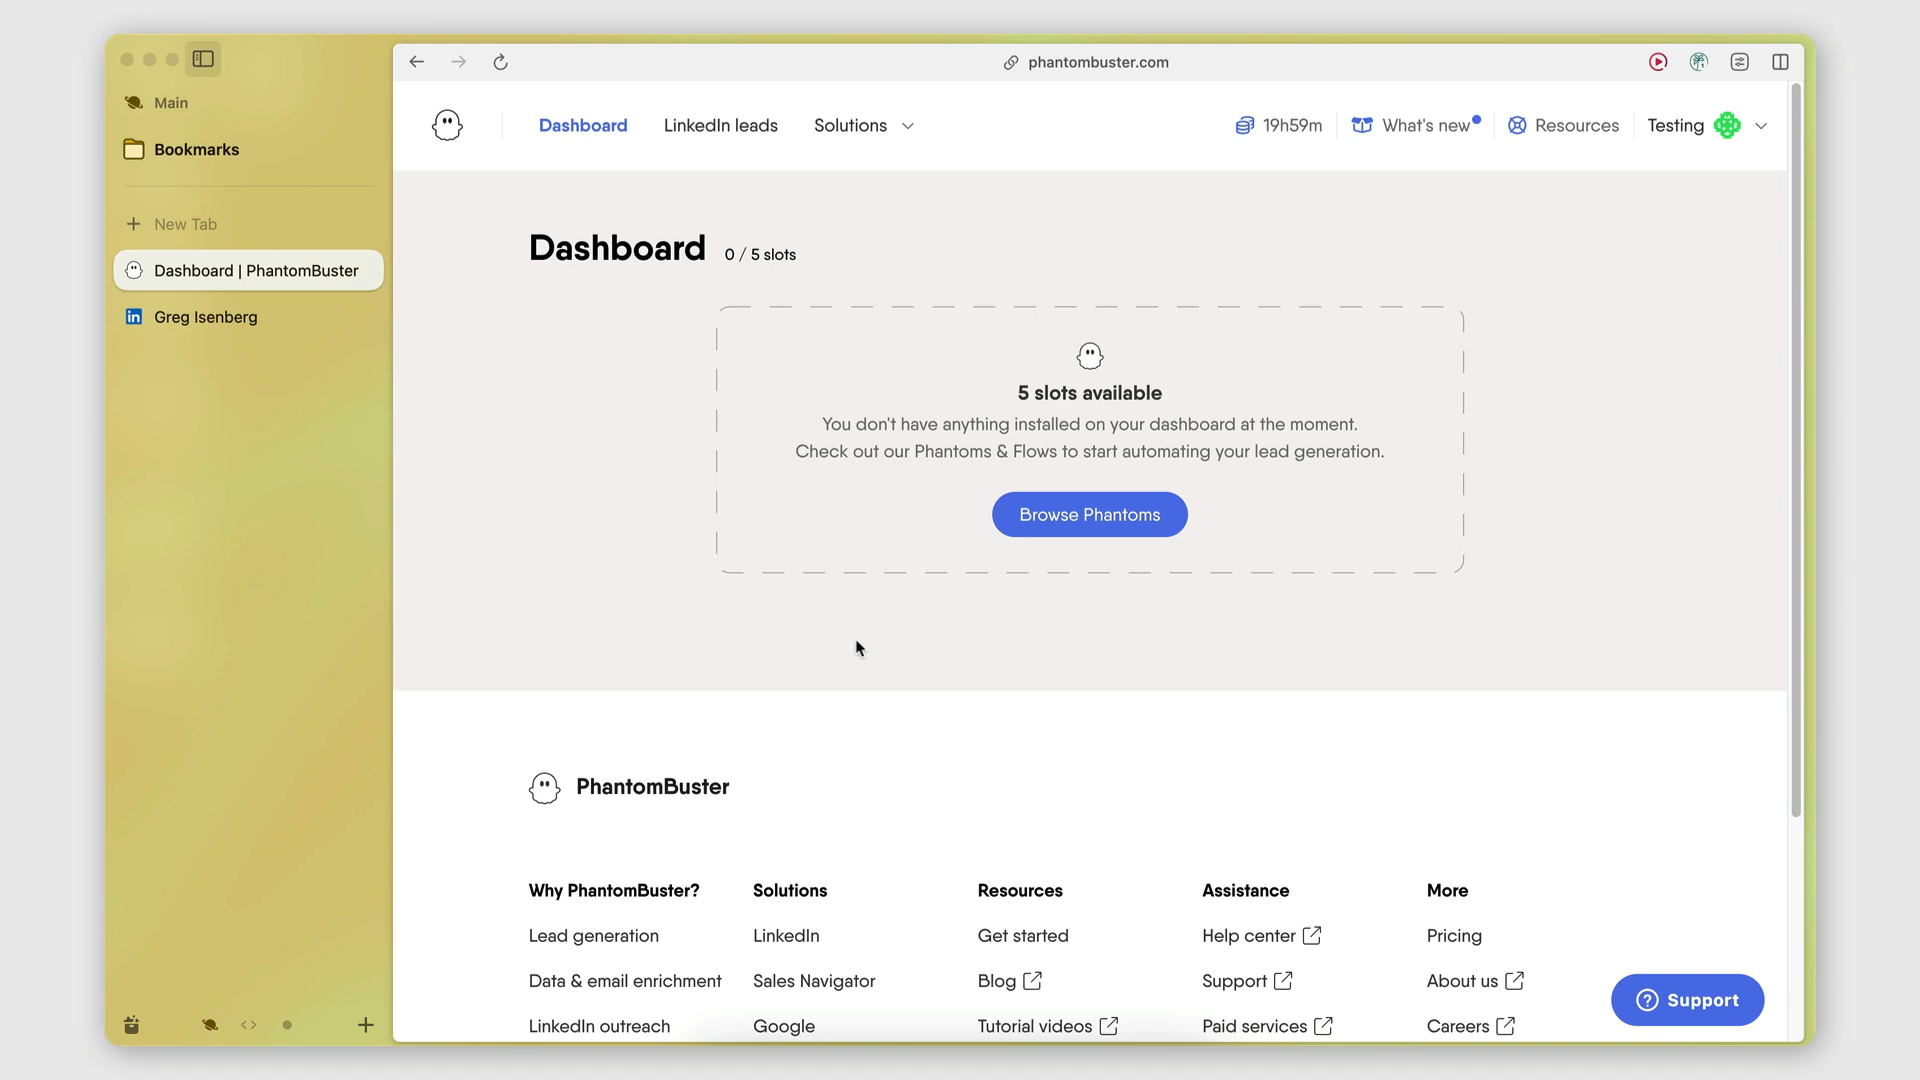 Main
Bookmarks
New Tab
Dashboard | PhantomBuster
Greg Isenberg
phantombuster.com
Dashboard
LinkedIn leads
Solutions
19h59m
What's new
Resources
Testing
Dashboard
0 / 5 slots
5 slots available
You don't have anything installed on your dashboard at the moment.
Check out our Phantoms & Flows to start automating your lead generation.
Browse Phantoms
PhantomBuster
Why PhantomBuster?
Lead generation
Data & email enrichment
LinkedIn outreach
Solutions
LinkedIn
Sales Navigator
Google
Resources
Get started
Blog
Tutorial videos
Assistance
Help center
Support
Paid services
More
Pricing
About us
Careers
Support